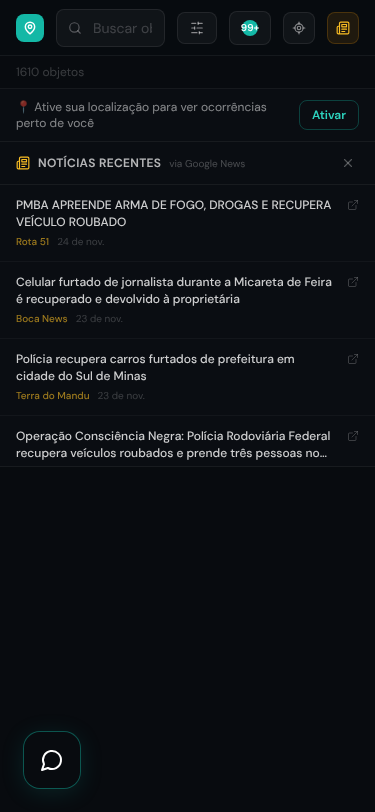 Buscar ol
99+
1610 objetos
📍 Ative sua localização para ver ocorrências
perto de você
Ativar
NOTÍCIAS RECENTES via Google News
PMBA APREENDE ARMA DE FOGO, DROGAS E RECUPERA
VEÍCULO ROUBADO
Rota 51 24 de nov.
Celular furtado de jornalista durante a Micareta de Feira
é recuperado e devolvido à proprietária
Boca News 23 de nov.
Polícia recupera carros furtados de prefeitura em
cidade do Sul de Minas
Terra do Mandu 23 de nov.
Operação Consciência Negra: Polícia Rodoviária Federal
recupera veículos roubados e prende três pessoas no...